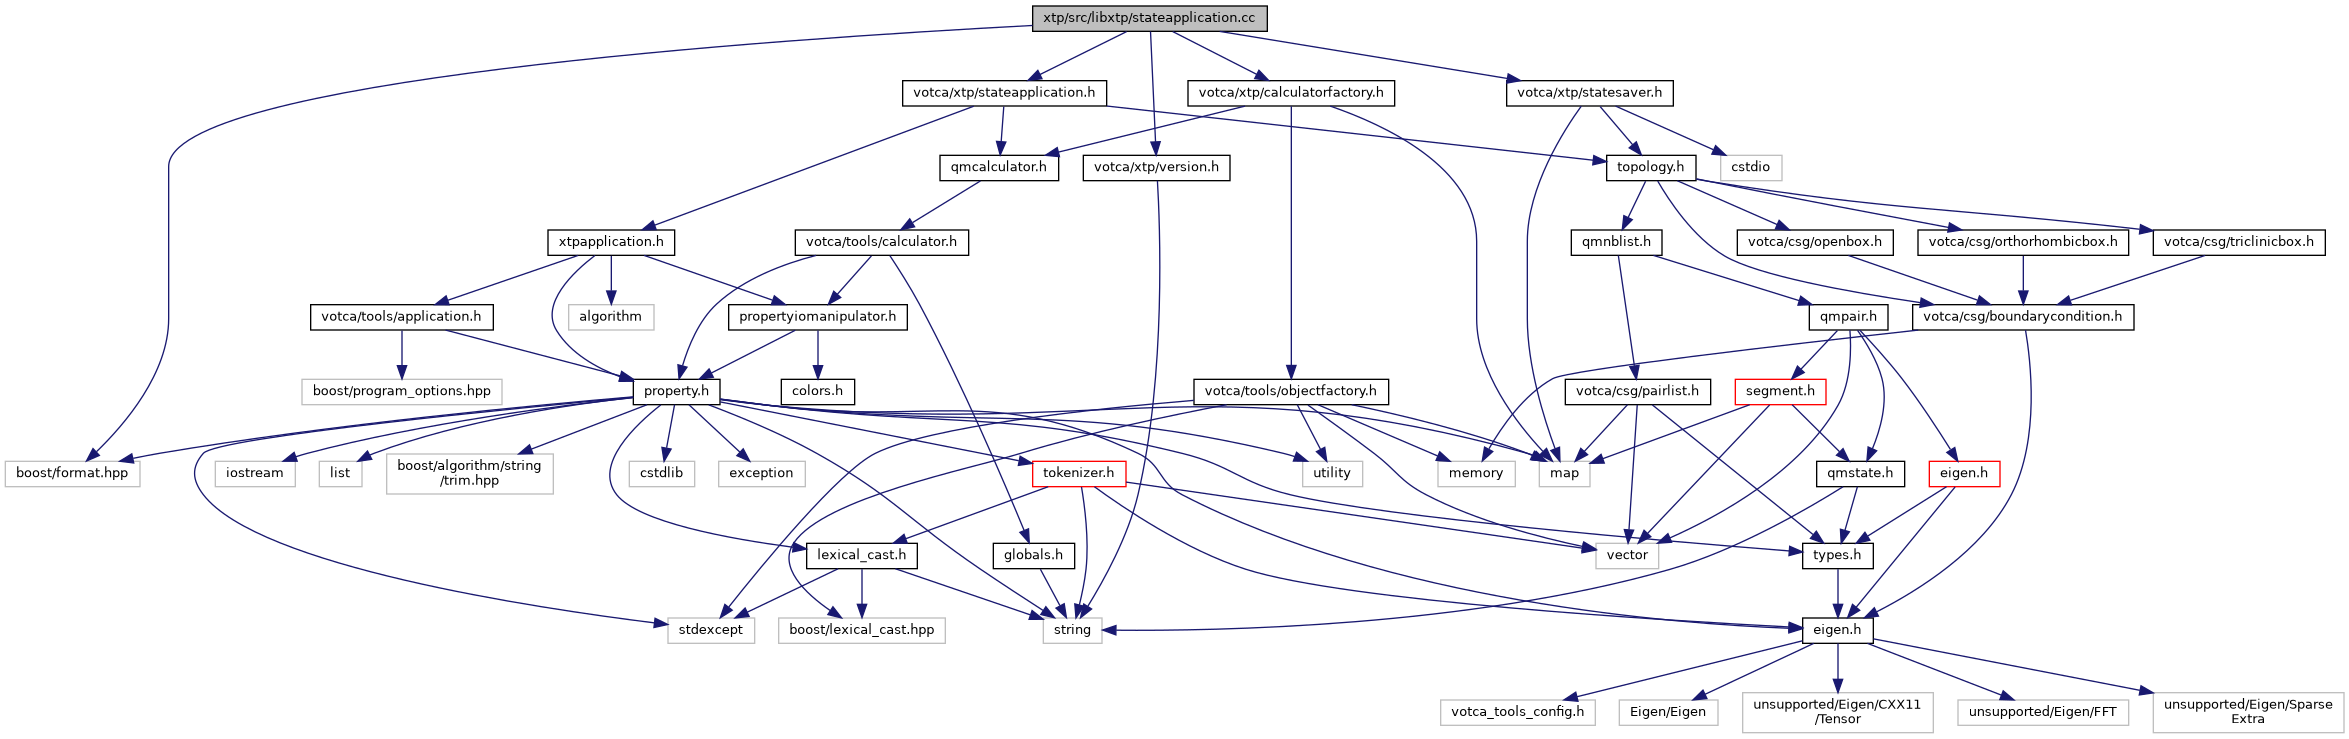 xtp/src/libxtp/stateapplication.cc
votca/xtp/stateapplication.h
votca/xtp/calculatorfactory.h
votca/xtp/statesaver.h
qmcalculator.h
votca/xtp/version.h
topology.h
cstdio
xtpapplication.h
votca/tools/calculator.h
qmnblist.h
votca/csg/openbox.h
votca/csg/orthorhombicbox.h
votca/csg/triclinicbox.h
votca/tools/application.h
algorithm
propertyiomanipulator.h
qmpair.h
votca/csg/boundarycondition.h
boost/program_options.hpp
property.h
colors.h
votca/tools/objectfactory.h
votca/csg/pairlist.h
segment.h
boost/format.hpp
iostream
list
boost/algorithm/string
/trim.hpp
cstdlib
exception
tokenizer.h
utility
memory
map
qmstate.h
eigen.h
lexical_cast.h
globals.h
vector
types.h
stdexcept
boost/lexical_cast.hpp
string
eigen.h
votca_tools_config.h
Eigen/Eigen
unsupported/Eigen/CXX11
/Tensor
unsupported/Eigen/FFT
unsupported/Eigen/Sparse
Extra